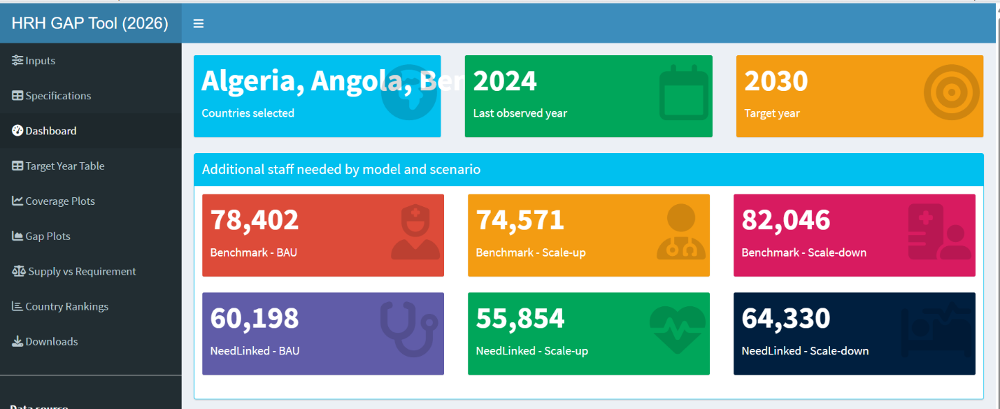 HRH GAP Tool (2026)
Inputs
Specifications
Dashboard
Target Year Table
Coverage Plots
Gap Plots
Supply vs Requirement
Country Rankings
Downloads
Data source
Algeria, Angola, Ben
Countries selected
2024
Last observed year
2030
Target year
Additional staff needed by model and scenario
78,402
Benchmark - BAU
74,571
Benchmark - Scale-up
82,046
Benchmark - Scale-down
60,198
NeedLinked - BAU
55,854
NeedLinked - Scale-up
64,330
NeedLinked - Scale-down